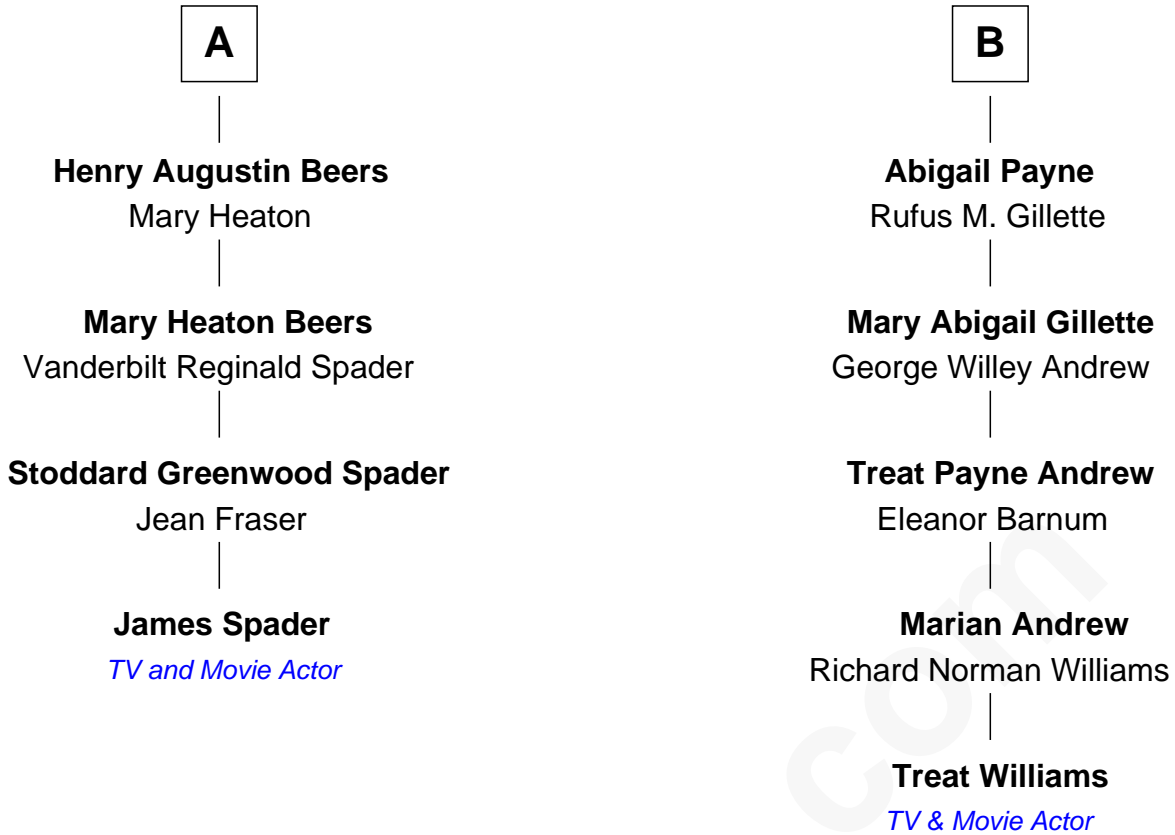 A
Henry Augustin Beers
Mary Heaton
Mary Heaton Beers
Vanderbilt Reginald Spader
Stoddard Greenwood Spader
Jean Fraser
James Spader
TV and Movie Actor
B
Abigail Payne
Rufus M. Gillette
Mary Abigail Gillette
George Willey Andrew
Treat Payne Andrew
Eleanor Barnum
Marian Andrew
Richard Norman Williams
Treat Williams
TV & Movie Actor
com